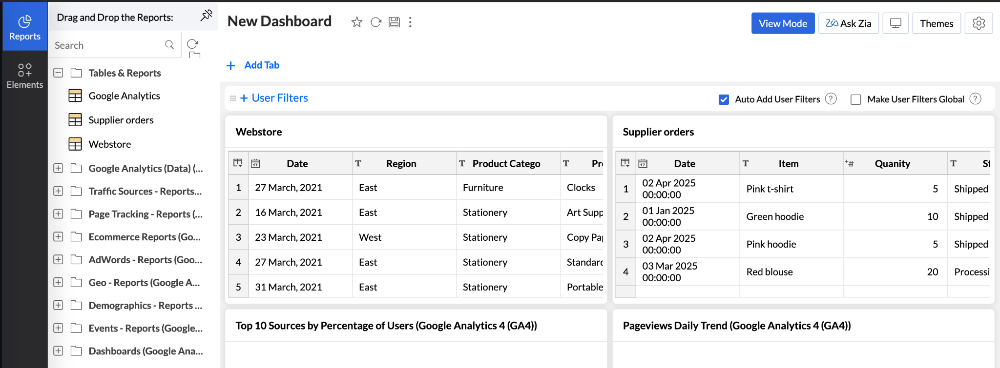 Reports
Elements
Drag and Drop the Reports:
Search
Tables & Reports
Google Analytics
Supplier orders
Webstore
Google Analytics (Data) (...
Traffic Sources - Reports...
Page Tracking - Reports (...
Ecommerce Reports (Go...
AdWords - Reports (Goo...
Geo - Reports (Google A...
Demographics - Reports ...
Events - Reports (Google...
Dashboards (Google Ana...
New Dashboard
View Mode
Zia Ask Zia
Themes
+ Add Tab
+ User Filters
Auto Add User Filters ?
Make User Filters Global ?
Webstore
17 Date T Region T Product Catego T Pr
1 27 March, 2021 East Furniture Clocks
2 16 March, 2021 East Stationery Art Supp
3 23 March, 2021 West Stationery Copy Pa
4 27 March, 2021 East Stationery Standard
5 31 March, 2021 East Stationery Portable
Supplier orders
17 Date T Item +# Quanity T St
1 02 Apr 2025 00:00:00 Pink t-shirt 5 Shipped
2 01 Jan 2025 00:00:00 Green hoodie 10 Shipped
3 02 Apr 2025 00:00:00 Pink hoodie 5 Shipped
4 03 Mar 2025 00:00:00 Red blouse 20 Processi
Top 10 Sources by Percentage of Users (Google Analytics 4 (GA4))
Pageviews Daily Trend (Google Analytics 4 (GA4))